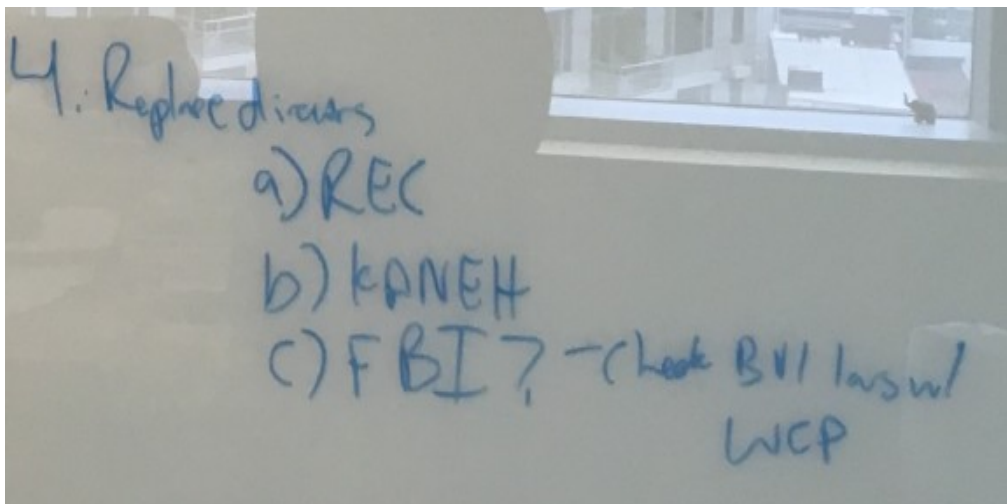 4. Replace directors
a) REC
b) KANEH
c) FBI? - Check BVI laws w/
WCP